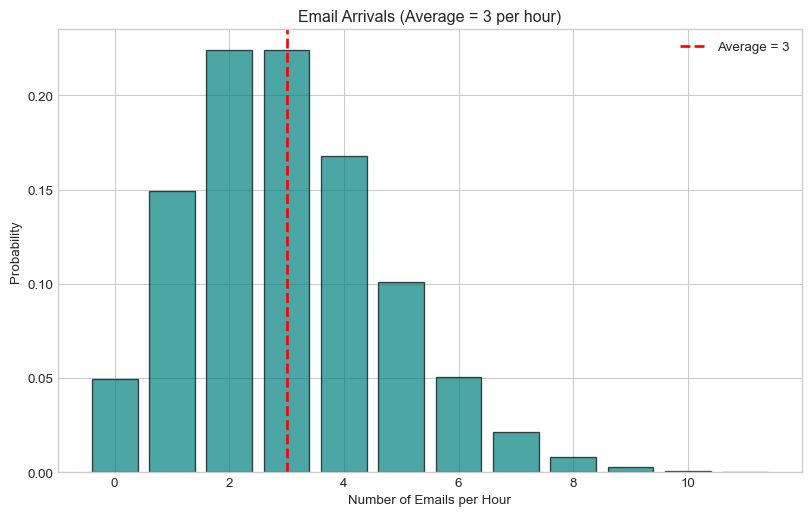 Email Arrivals (Average = 3 per hour)
Average = 3
Probability
0.20
0.15
0.10
0.05
0.00
0 2 4 6 8 10
Number of Emails per Hour